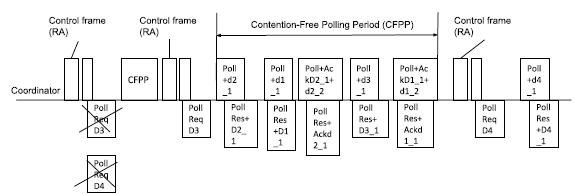 Control frame
(RA)
Control frame
(RA)
Contention-Free Polling Period (CFPP)
Control frame
(RA)
Coordinator
CFPP
Poll
+d2
_1
Poll
+d1
_1
Poll+Ac
kD2_1+
d2_2
Poll
+d3
_1
Poll+Ac
kD1_1+
d1_2
Poll
+d4
_1
Poll
Req
D3
Poll
Req
D3
Poll
Res+
D2_
1
Poll
Res
+D1
_1
Poll
Res+
Ackd
2_1
Poll
Res+
D3_1
Poll
Res+
Ackd
1_1
Poll
Req
D4
Poll
Res
+D4
_1
Poll
Req
D4